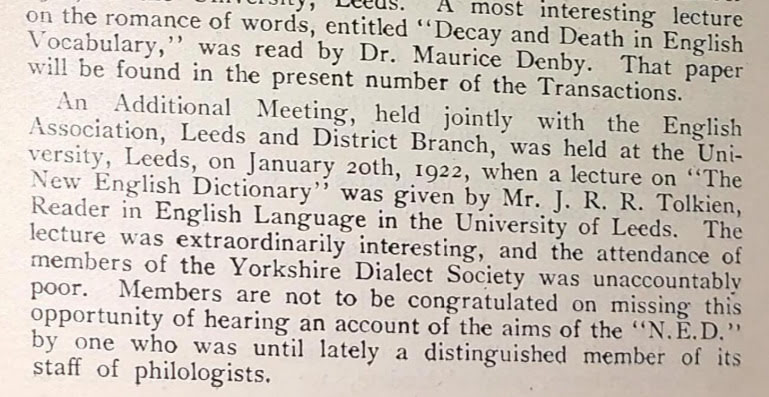 Leeds. A most interesting lecture
on the romance of words, entitled "Decay and Death in English
Vocabulary," was read by Dr. Maurice Denby. That paper
will be found in the present number of the Transactions.
An Additional Meeting, held jointly with the English
Association, Leeds and District Branch, was held at the Uni-
versity, Leeds, on January 20th, 1922, when a lecture on "The
New English Dictionary" was given by Mr. J. R. R. Tolkien,
Reader in English Language in the University of Leeds. The
lecture was extraordinarily interesting, and the attendance of
members of the Yorkshire Dialect Society was unaccountably
poor. Members are not to be congratulated on missing this
opportunity of hearing an account of the aims of the "N.E.D."
by one who was until lately a distinguished member of its
staff of philologists.